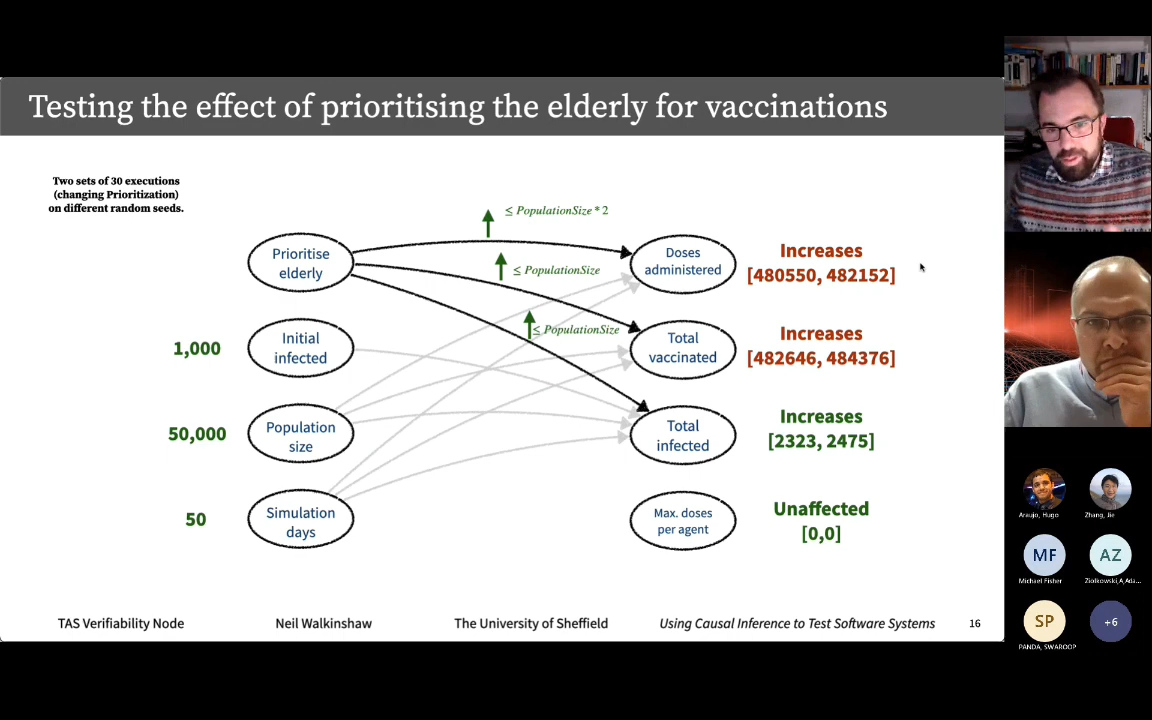 Testing the effect of prioritising the elderly for vaccinations
Two sets of 30 executions
(changing Prioritization)
on different random seeds.
≤ PopulationSize * 2
≤ PopulationSize
≤ PopulationSize
Prioritise
elderly
Doses
administered
Increases
[480550, 482152]
1,000
Initial
infected
Total
vaccinated
Increases
[482646, 484376]
50,000
Population
size
Total
infected
Increases
[2323, 2475]
50
Simulation
days
Max. doses
per agent
Unaffected
[0,0]
TAS Verifiability Node
Neil Walkinshaw
The University of Sheffield
Using Causal Inference to Test Software Systems
16
Araujo, Hugo
Zhang, Jie
MF
Michael Fisher
AZ
Ziolkowski,A,Ada...
SP
PANDA, SWAROOP
+6